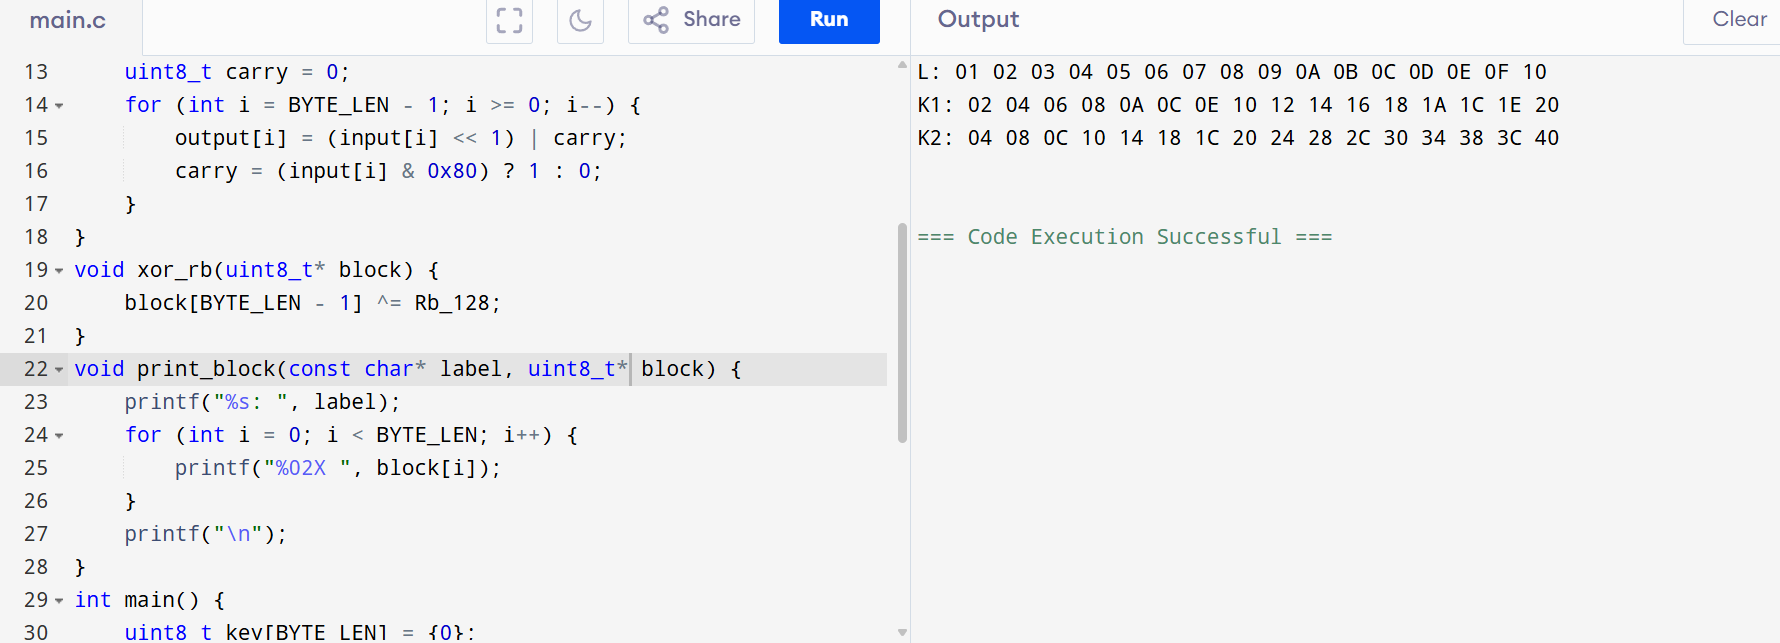 main.c
Share
Run
Output
Clear
13 uint8_t carry = 0;
14 for (int i = BYTE_LEN - 1; i >= 0; i--) {
15 output[i] = (input[i] << 1) | carry;
16 carry = (input[i] & 0x80) ? 1 : 0;
17 }
18 }
19 void xor_rb(uint8_t* block) {
20 block[BYTE_LEN - 1] ^= Rb_128;
21 }
22 void print_block(const char* label, uint8_t* block) {
23 printf("%s: ", label);
24 for (int i = 0; i < BYTE_LEN; i++) {
25 printf("%02X ", block[i]);
26 }
27 printf("\n");
28 }
29 int main() {
30 uint8_t key[BYTE_LEN] = {0};
L: 01 02 03 04 05 06 07 08 09 0A 0B 0C 0D 0E 0F 10
K1: 02 04 06 08 0A 0C 0E 10 12 14 16 18 1A 1C 1E 20
K2: 04 08 0C 10 14 18 1C 20 24 28 2C 30 34 38 3C 40
=== Code Execution Successful ===